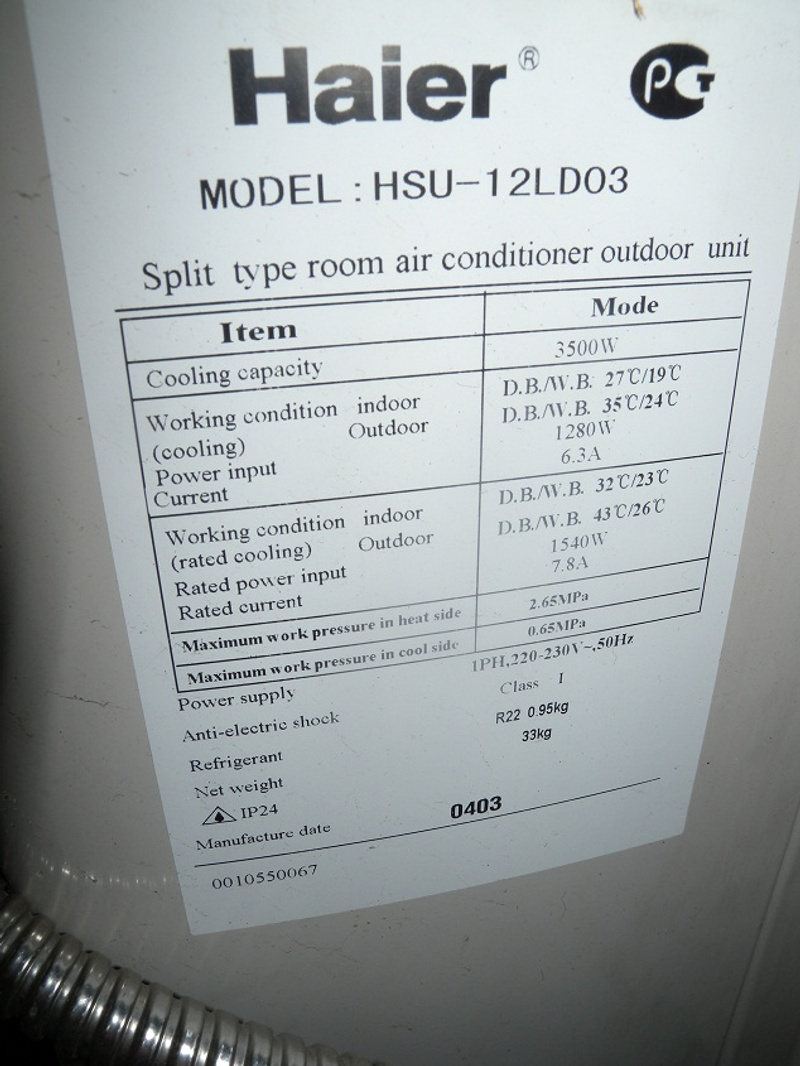 Haier®
PCT
MODEL : HSU-12LD03
Split type room air conditioner outdoor unit
Item Mode
Cooling capacity 3500W
Working condition indoor D.B./W.B. 27℃/19℃
(cooling) Outdoor D.B./W.B. 35℃/24℃
Power input 1280W
Current 6.3A
Working condition indoor D.B./W.B. 32℃/23℃
(rated cooling) Outdoor D.B./W.B. 43℃/26℃
Rated power input 1540W
Rated current 7.8A
Maximum work pressure in heat side 2.65MPa
Maximum work pressure in cool side 0.65MPa
Power supply 1PH,220-230V~,50Hz
Anti-electric shock Class I
Refrigerant R22 0.95kg
Net weight 33kg
IP24
Manufacture date 0403
0010550067